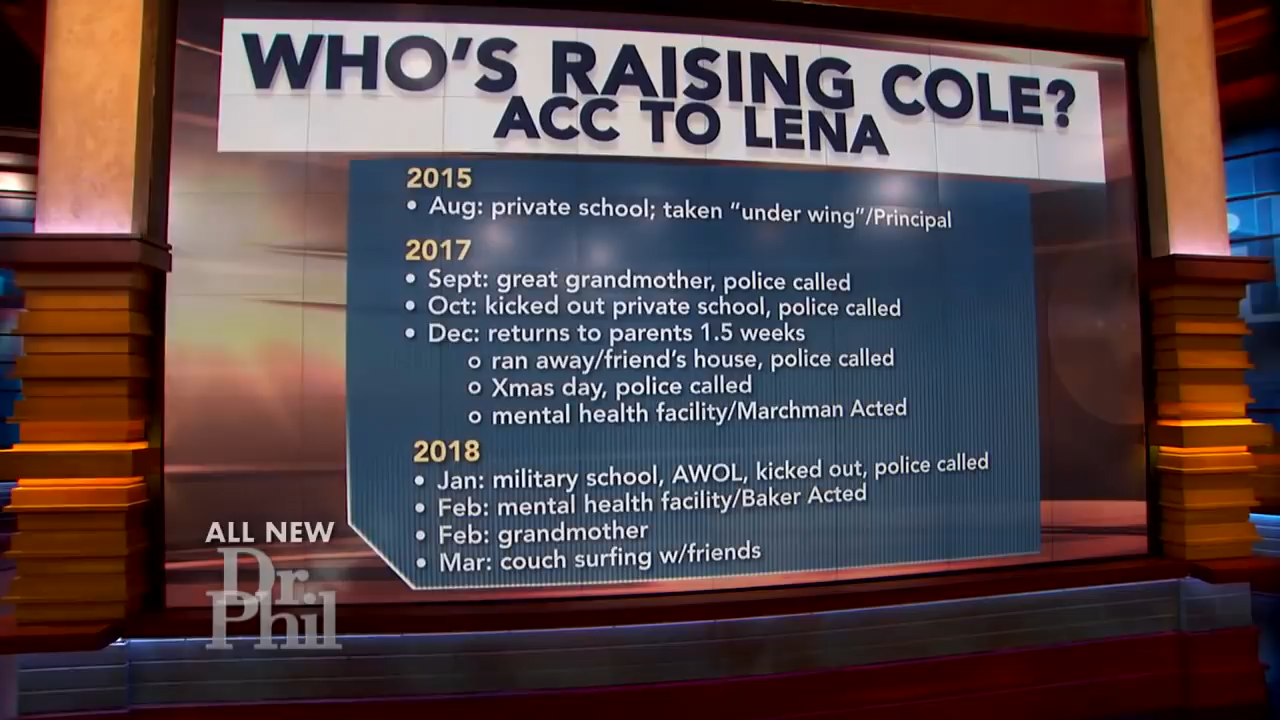 WHO'S RAISING COLE?
ACC TO LENA
2015
• Aug: private school; taken “under wing”/Principal
2017
• Sept: great grandmother, police called
• Oct: kicked out private school, police called
• Dec: returns to parents 1.5 weeks
o ran away/friend's house, police called
o Xmas day, police called
o mental health facility/Marchman Acted
2018
• Jan: military school, AWOL, kicked out, police called
• Feb: mental health facility/Baker Acted
• Feb: grandmother
• Mar: couch surfing w/friends
ALL NEW
Dr.
Phil